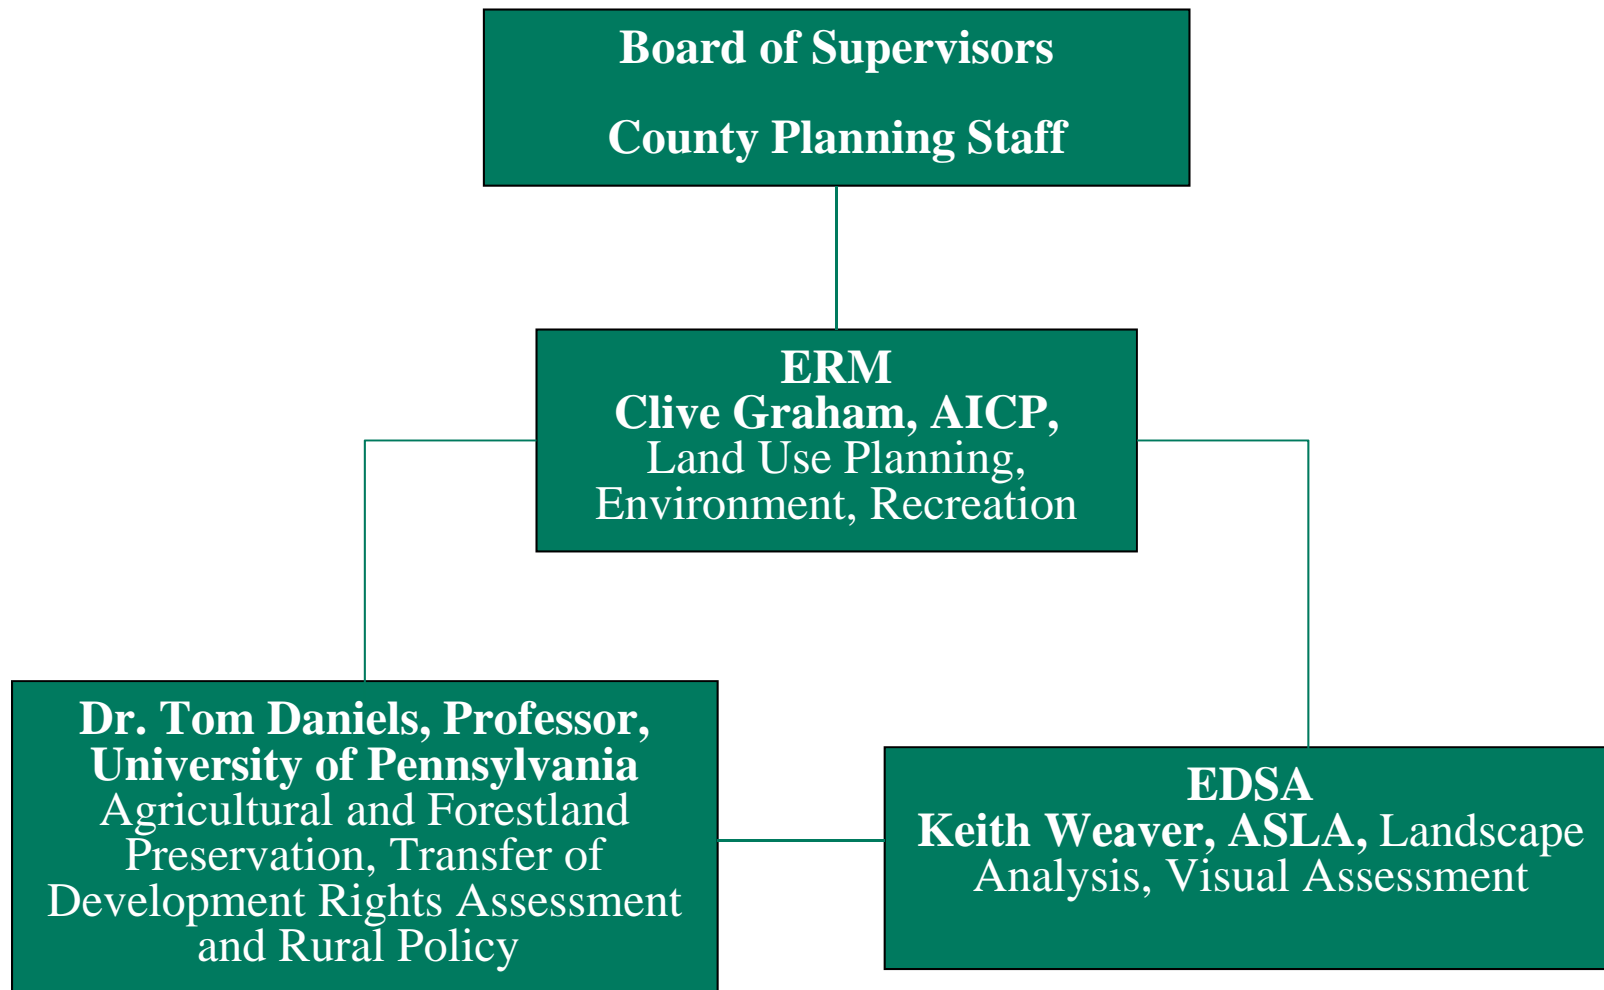 Board of Supervisors
County Planning Staff
ERM
Clive Graham, AICP,
Land Use Planning,
Environment, Recreation
Dr. Tom Daniels, Professor,
University of Pennsylvania
Agricultural and Forestland
Preservation, Transfer of
Development Rights Assessment
and Rural Policy
EDSA
Keith Weaver, ASLA, Landscape
Analysis, Visual Assessment